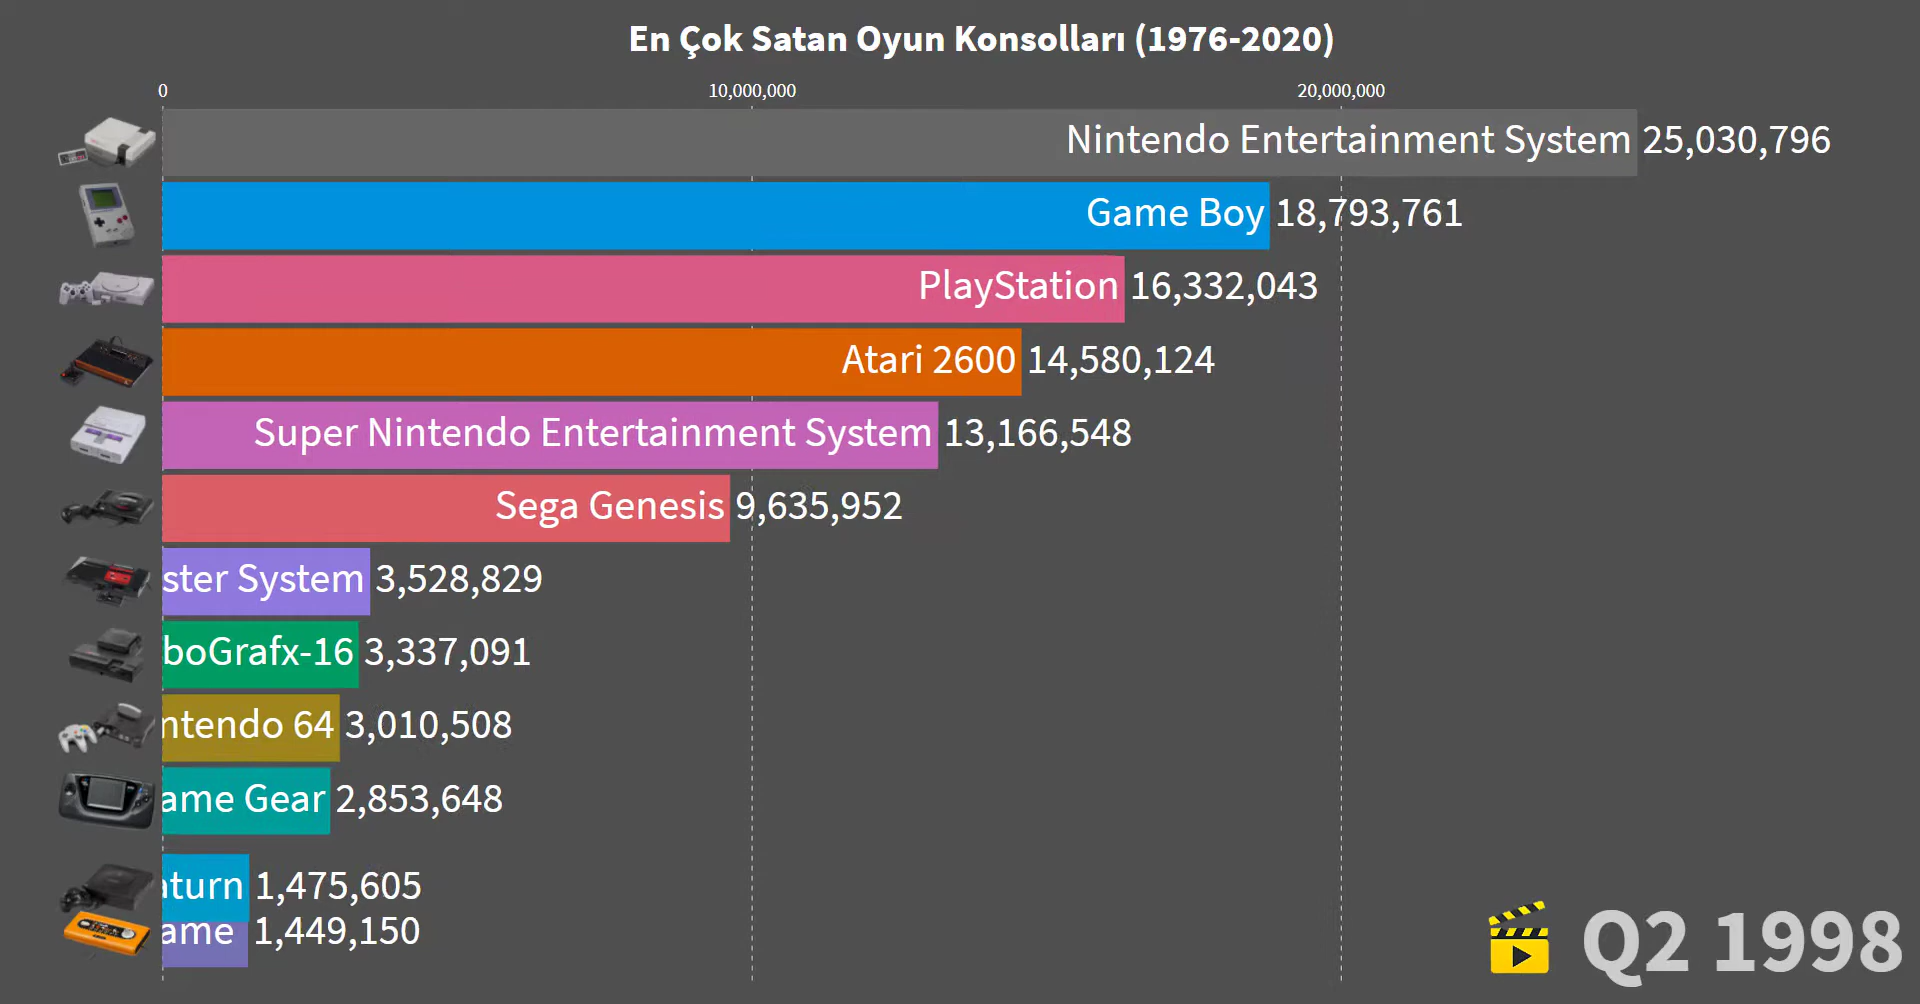 En Çok Satan Oyun Konsolları (1976-2020)
0 10,000,000 20,000,000
Nintendo Entertainment System 25,030,796
Game Boy 18,793,761
PlayStation 16,332,043
Atari 2600 14,580,124
Super Nintendo Entertainment System 13,166,548
Sega Genesis 9,635,952
ster System 3,528,829
boGrafx-16 3,337,091
ntendo 64 3,010,508
ame Gear 2,853,648
aturn 1,475,605
ame 1,449,150
Q2 1998